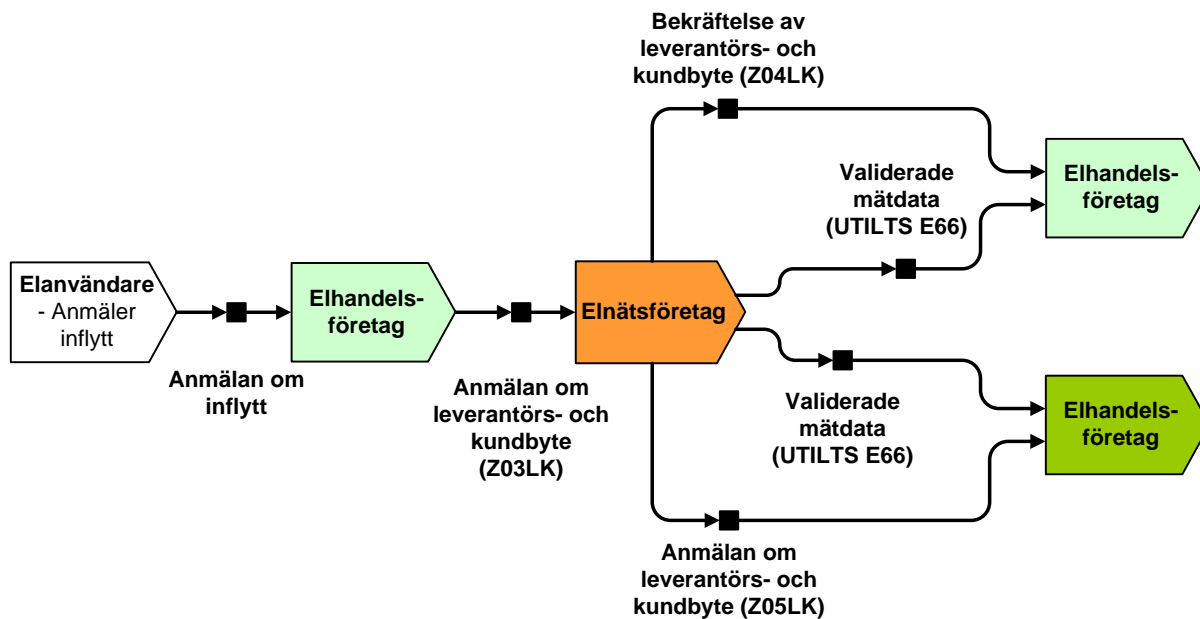 Bekräftelse av
leverantörs- och
kundbyte (Z04LK)
Elhandels-
företag
Validerade
mätdata
(UTILTS E66)
Elanvändare
- Anmäler
inflytt
Anmälan om
inflytt
Elhandels-
företag
Anmälan om
leverantörs- och
kundbyte
(Z03LK)
Elnätsföretag
Validerade
mätdata
(UTILTS E66)
Elhandels-
företag
Anmälan om
leverantörs- och
kundbyte (Z05LK)